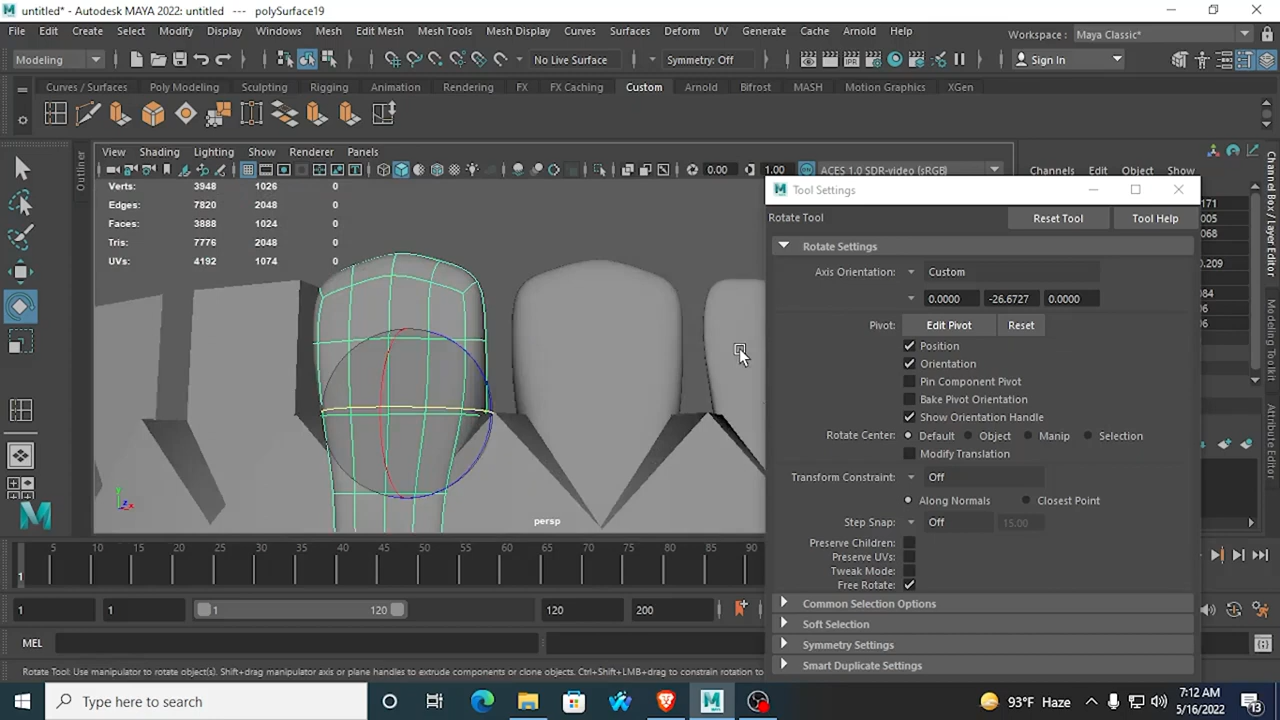 untitled* - Autodesk MAYA 2022: untitled --- polySurface19
File Edit Create Select Modify Display Windows Mesh Edit Mesh Mesh Tools Mesh Display Curves Surfaces Deform UV Generate Cache Arnold Help Workspace : Maya Classic*
Modeling No Live Surface Symmetry: Off Sign In
Curves / Surfaces Poly Modeling Sculpting Rigging Animation Rendering FX FX Caching Custom Arnold Bifrost MASH Motion Graphics XGen
View Shading Lighting Show Renderer Panels
0.00 1.00 ACES 1.0 SDR-video (sRGB)
Channels Edit Object Show
Verts: 3948 1026 0
Edges: 7820 2048 0
Faces: 3888 1024 0
Tris: 7776 2048 0
UVs: 4192 1074 0
Tool Settings
Rotate Tool Reset Tool Tool Help
Rotate Settings
Axis Orientation: Custom
0.0000 -26.6727 0.0000
Pivot: Edit Pivot Reset
Position
Orientation
Pin Component Pivot
Bake Pivot Orientation
Show Orientation Handle
Rotate Center: Default Object Manip Selection
Modify Translation
Transform Constraint: Off
Along Normals Closest Point
Step Snap: Off 15.00
Preserve Children:
Preserve UVs:
Tweak Mode:
Free Rotate:
Common Selection Options
Soft Selection
Symmetry Settings
Smart Duplicate Settings
Outliner
Channel Box / Layer Editor
Modeling Toolkit
Attribute Editor
persp
5 10 15 20 25 30 35 40 45 50 55 60 65 70 75 80 85 90
1
1 1 1 120 120 200
MEL
Rotate Tool: Use manipulator to rotate object(s). Shift+drag manipulator axis or plane handles to extrude components or clone objects. Ctrl+Shift+LMB+drag to constrain rotation to
Type here to search
93°F Haze
7:12 AM
5/16/2022
13